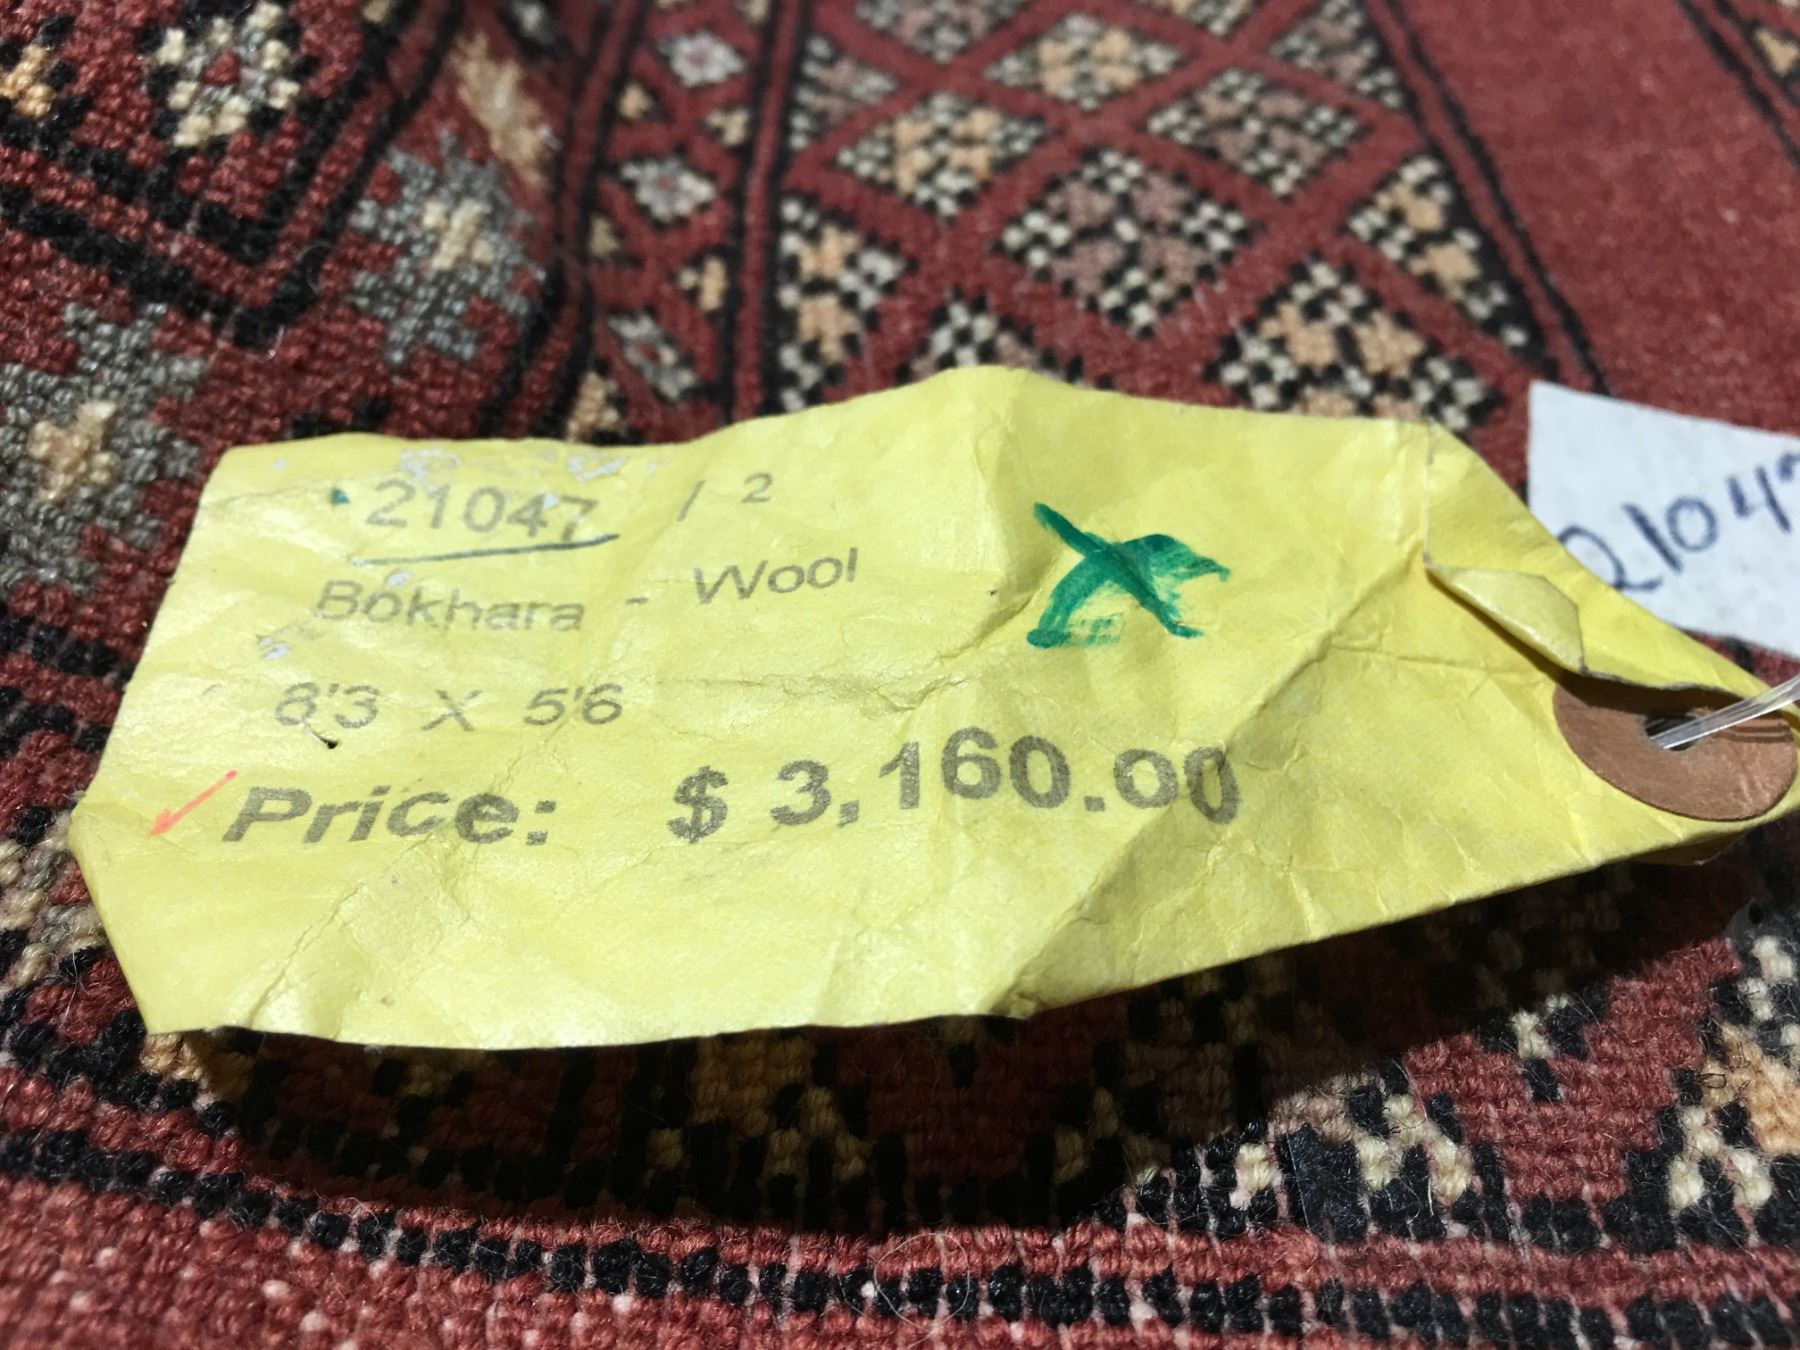 21047 / 2
Bokhara - Wool
8'3 X 5'6
Price: $ 3,160.00
21047